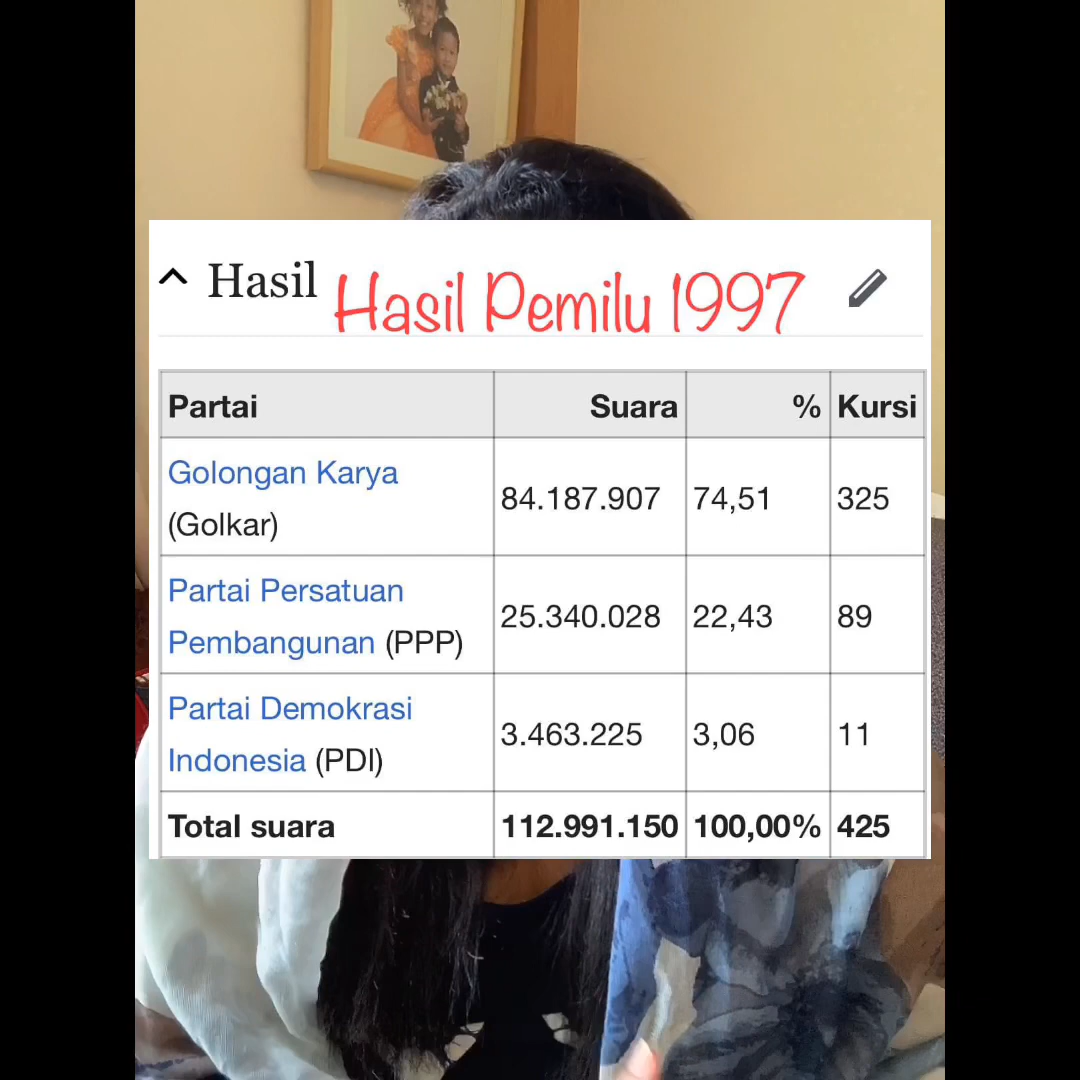 Hasil
Hasil Pemilu 1997
Partai Suara % Kursi
Golongan Karya
(Golkar) 84.187.907 74,51 325
Partai Persatuan
Pembangunan (PPP) 25.340.028 22,43 89
Partai Demokrasi
Indonesia (PDI) 3.463.225 3,06 11
Total suara 112.991.150 100,00% 425